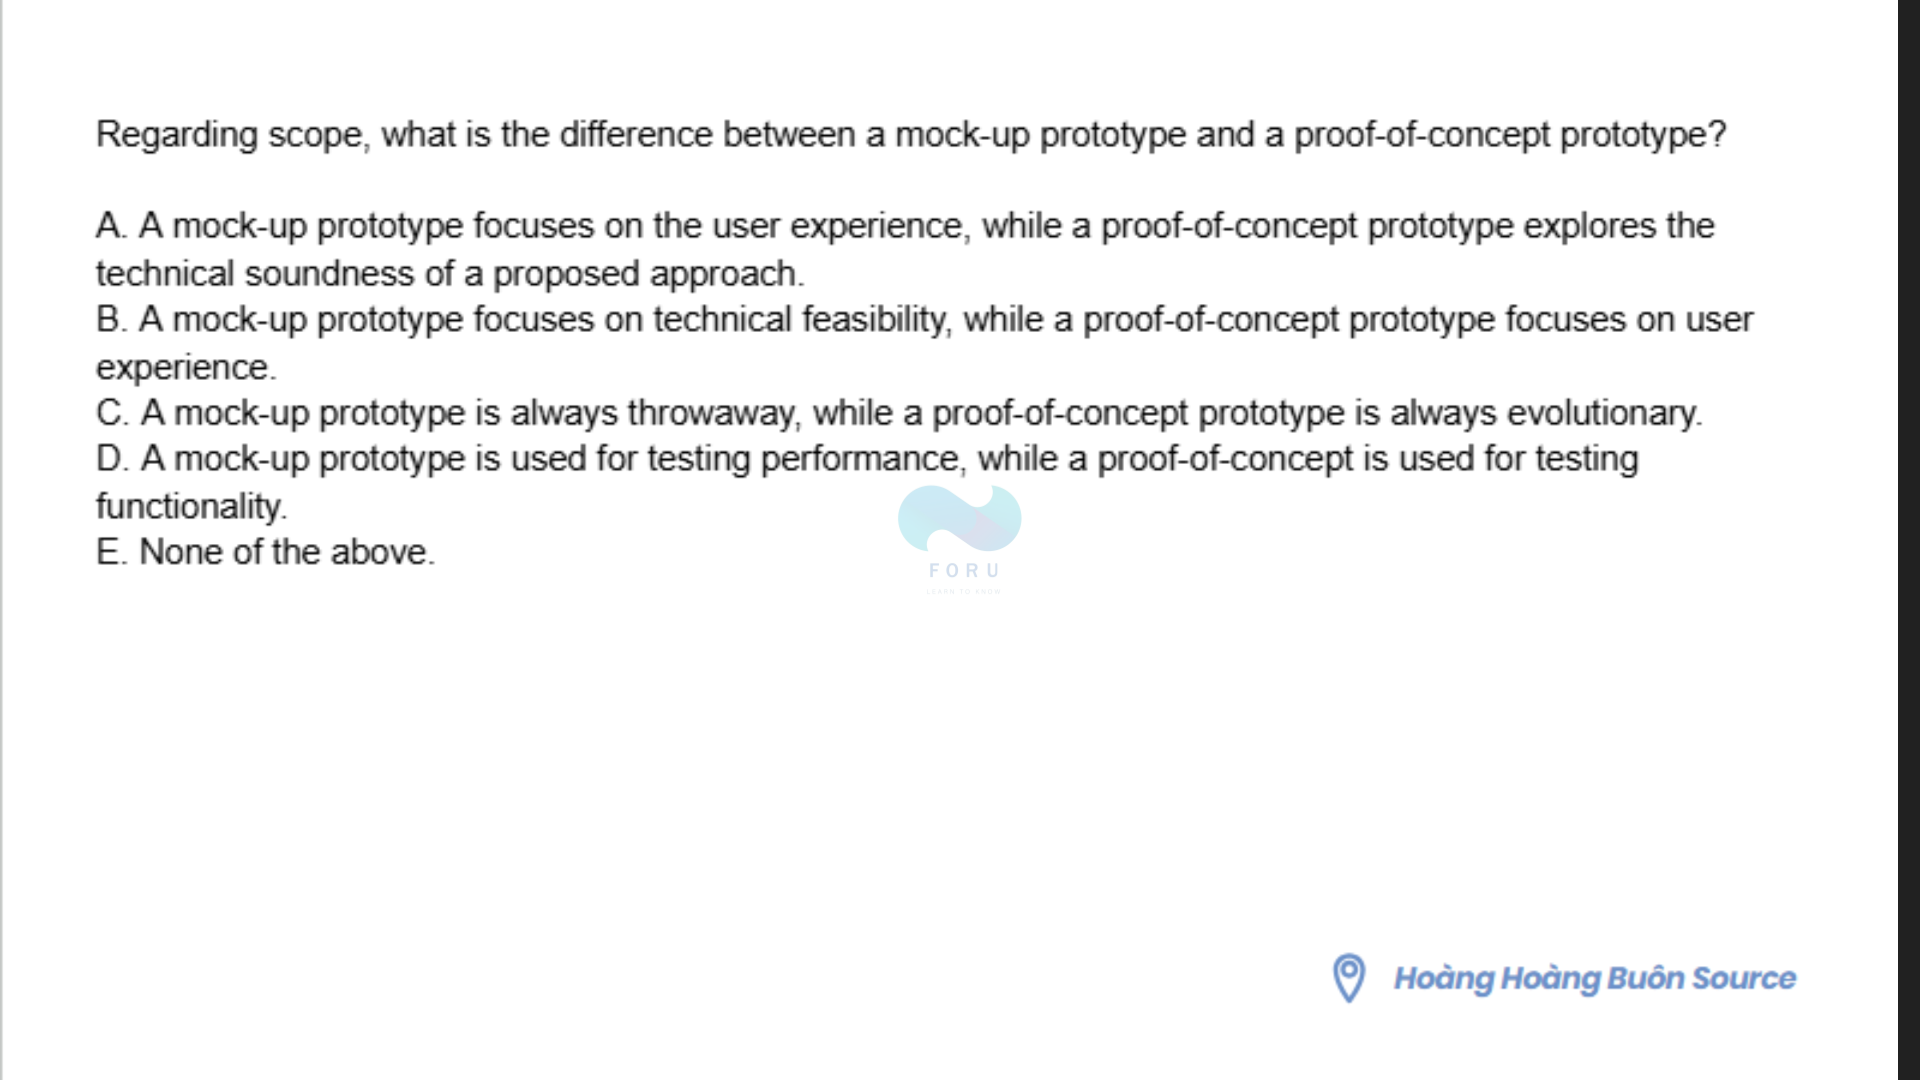 Regarding scope, what is the difference between a mock-up prototype and a proof-of-concept prototype?
A. A mock-up prototype focuses on the user experience, while a proof-of-concept prototype explores the
technical soundness of a proposed approach.
B. A mock-up prototype focuses on technical feasibility, while a proof-of-concept prototype focuses on user
experience.
C. A mock-up prototype is always throwaway, while a proof-of-concept prototype is always evolutionary.
D. A mock-up prototype is used for testing performance, while a proof-of-concept is used for testing
functionality.
E. None of the above.
FORU
LEARN TO KNOW
Hoàng Hoàng Buôn Source